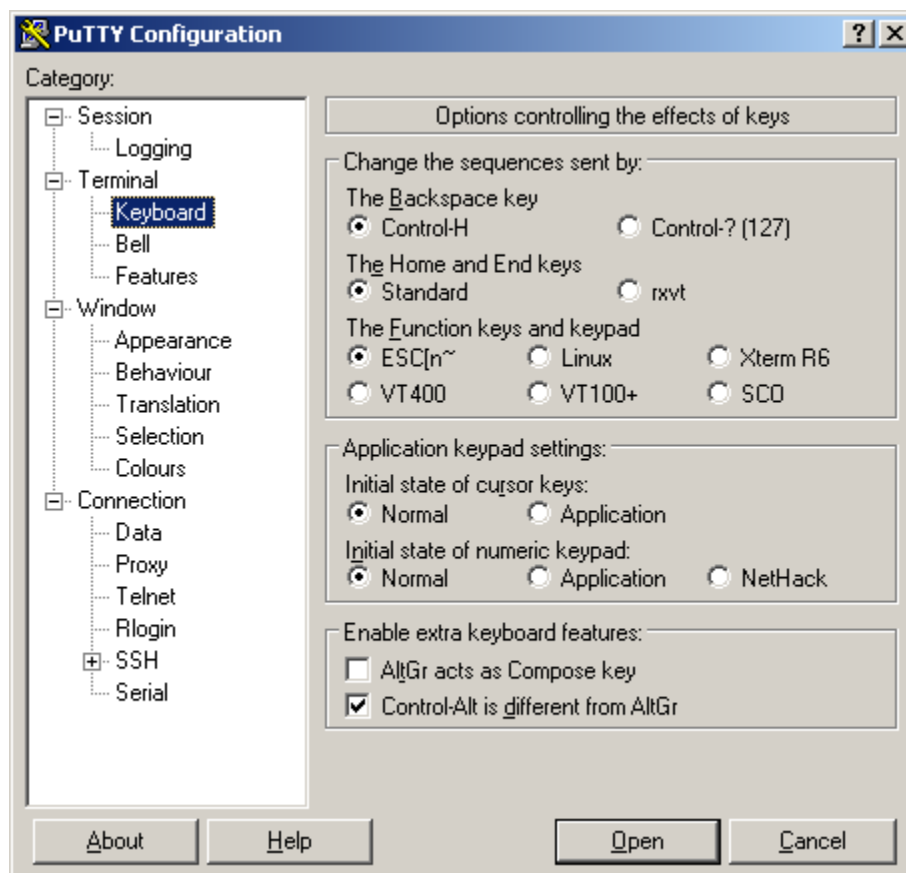 PuTTY Configuration
Category:
Session
Logging
Terminal
Keyboard
Bell
Features
Window
Appearance
Behaviour
Translation
Selection
Colours
Connection
Data
Proxy
Telnet
Rlogin
SSH
Serial
Options controlling the effects of keys
Change the sequences sent by:
The Backspace key
Control-H Control-? (127)
The Home and End keys
Standard rxvt
The Function keys and keypad
ESC[n~ Linux Xterm R6
VT400 VT100+ SCO
Application keypad settings:
Initial state of cursor keys:
Normal Application
Initial state of numeric keypad:
Normal Application NetHack
Enable extra keyboard features:
AltGr acts as Compose key
Control-Alt is different from AltGr
About Help Open Cancel